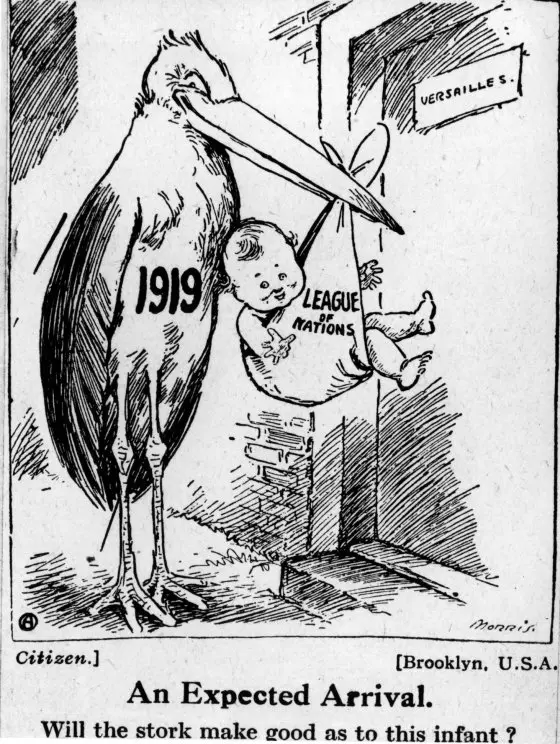 VERSAILLES.
1919
LEAGUE
OF
NATIONS
Morris.
Citizen.] [Brooklyn, U.S.A.
An Expected Arrival.
Will the stork make good as to this infant ?